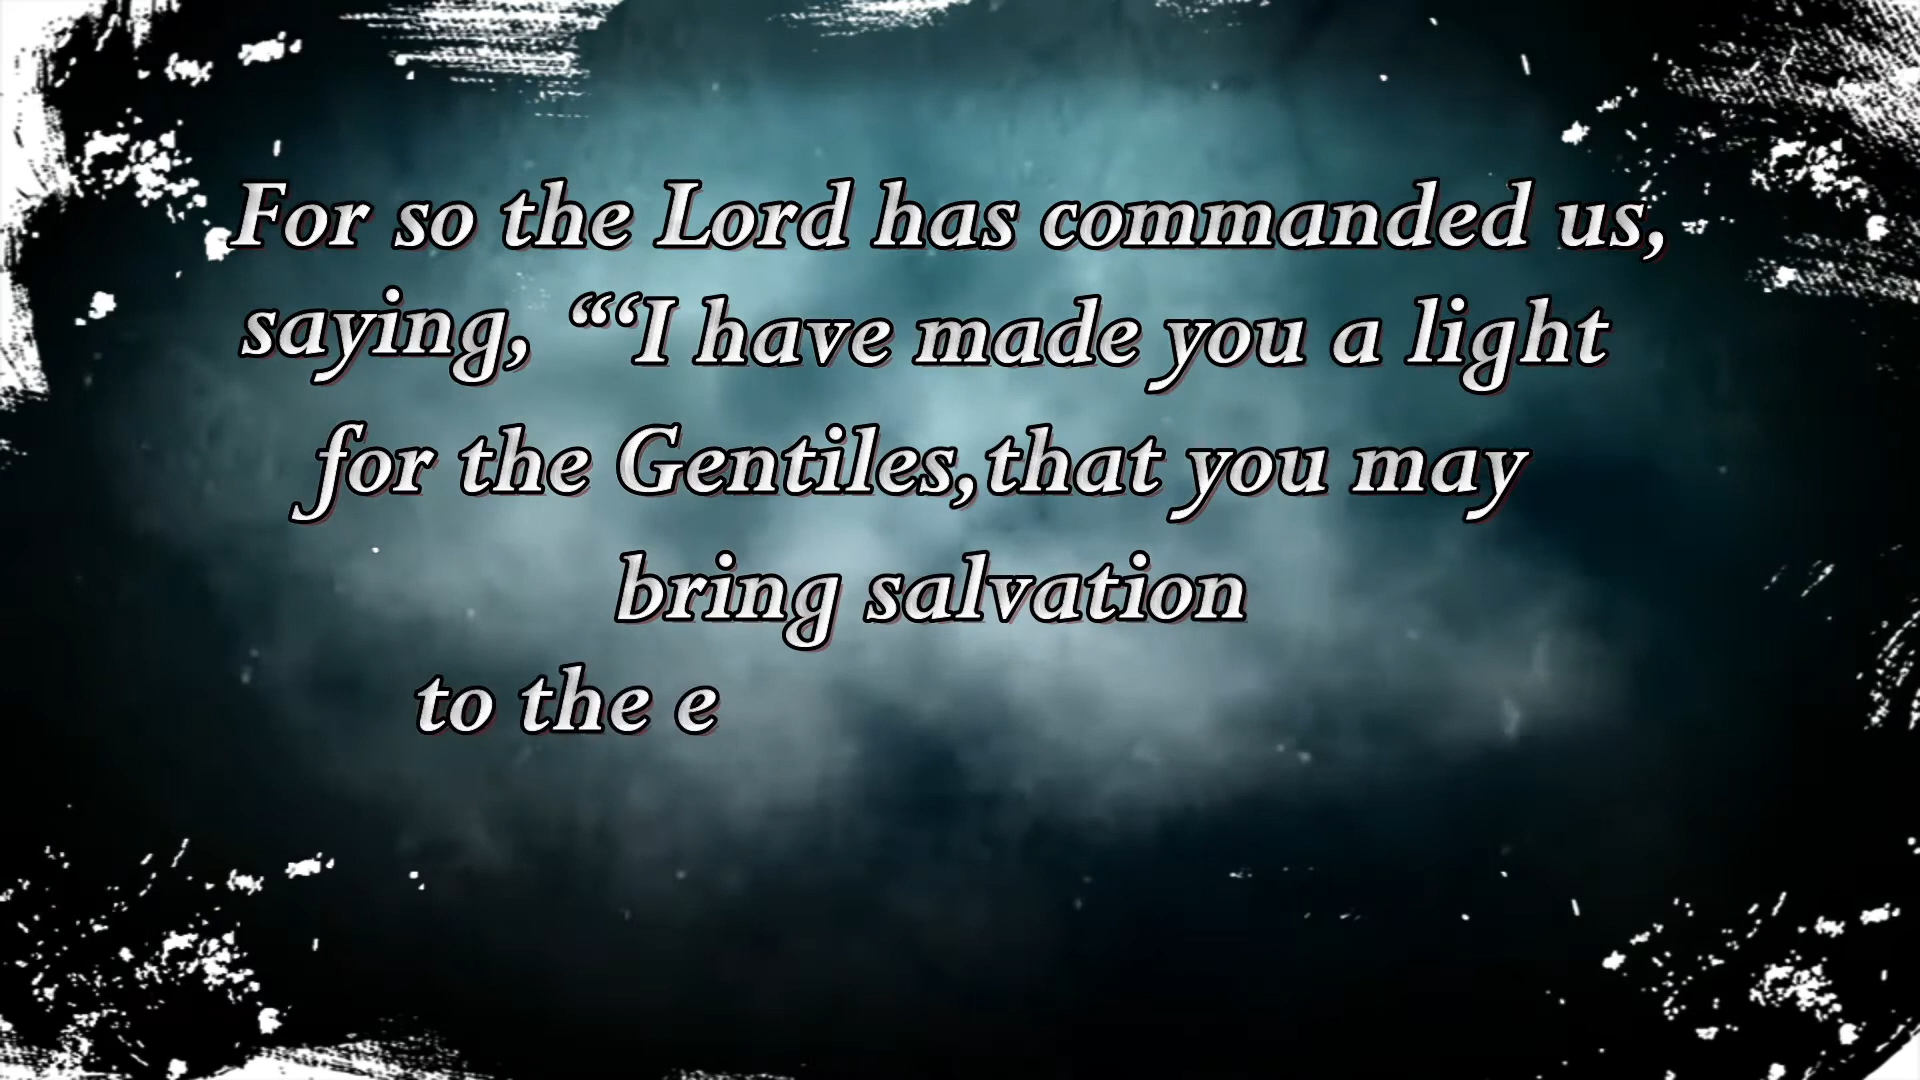 For so the Lord has commanded us,
saying, “‘I have made you a light
for the Gentiles,that you may
bring salvation
to the e